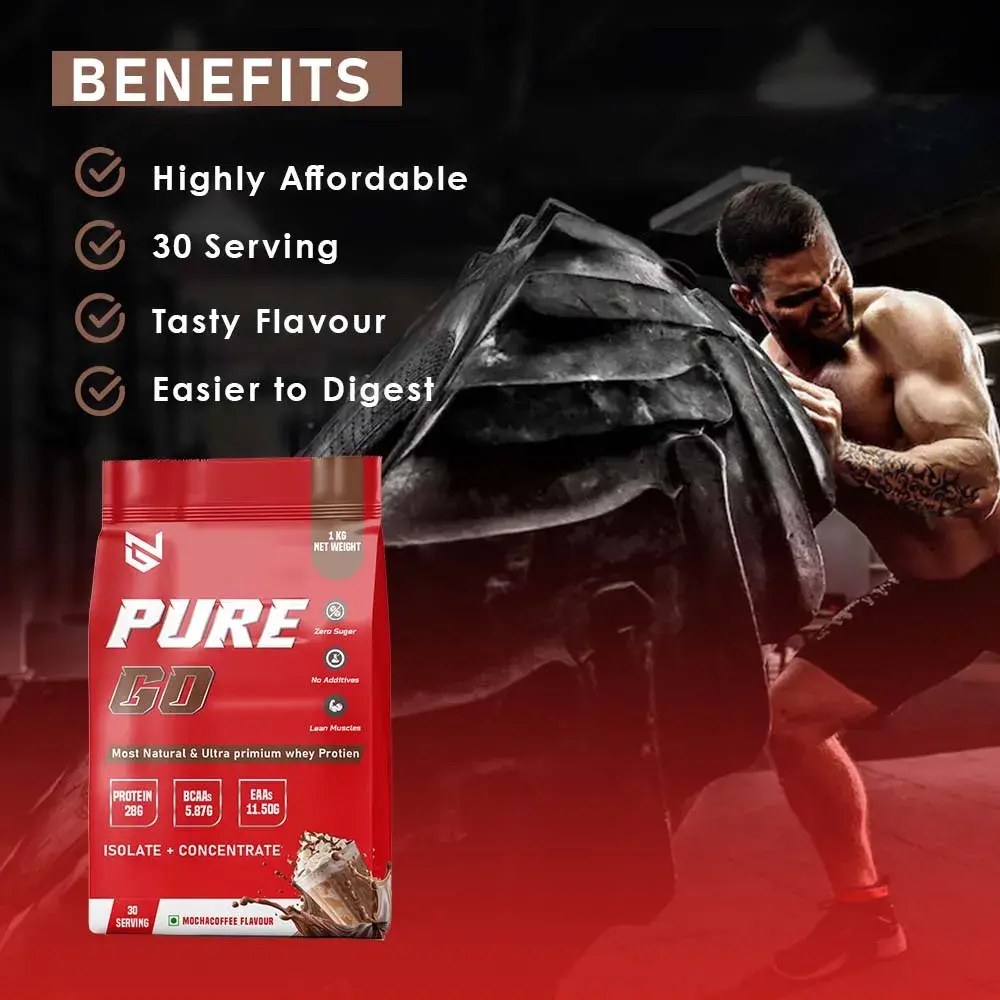 BENEFITS
Highly Affordable
30 Serving
Tasty Flavour
Easier to Digest
1 KG
NET WEIGHT
PURE
GO
Zero Suger
No Additives
Lean Muscles
Most Natural & Ultra primium whey Protien
PROTEIN
28G
BCAAs
5.87G
EAAs
11.50G
ISOLATE + CONCENTRATE
30
SERVING
MOCHACOFFEE FLAVOUR